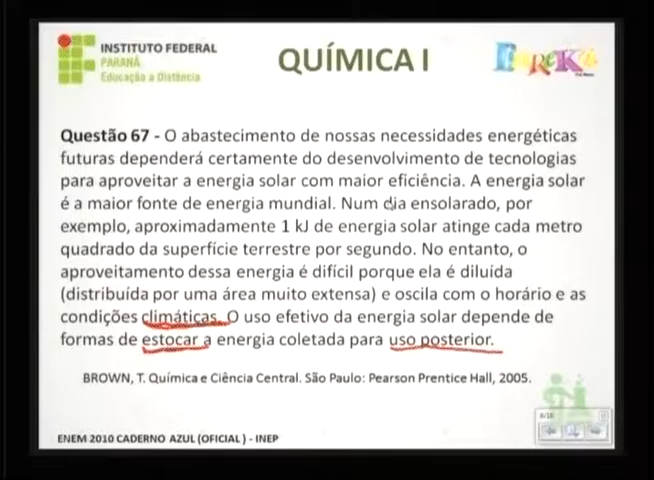 INSTITUTO FEDERAL
PARANÁ
Educação a Distância
QUÍMICA I
EUREKA
Questão 67 - O abastecimento de nossas necessidades energéticas
futuras dependerá certamente do desenvolvimento de tecnologias
para aproveitar a energia solar com maior eficiência. A energia solar
é a maior fonte de energia mundial. Num dia ensolarado, por
exemplo, aproximadamente 1 kJ de energia solar atinge cada metro
quadrado da superfície terrestre por segundo. No entanto, o
aproveitamento dessa energia é difícil porque ela é diluída
(distribuída por uma área muito extensa) e oscila com o horário e as
condições climáticas. O uso efetivo da energia solar depende de
formas de estocar a energia coletada para uso posterior.
BROWN, T. Química e Ciência Central. São Paulo: Pearson Prentice Hall, 2005.
6/16
ENEM 2010 CADERNO AZUL (OFICIAL ) - INEP